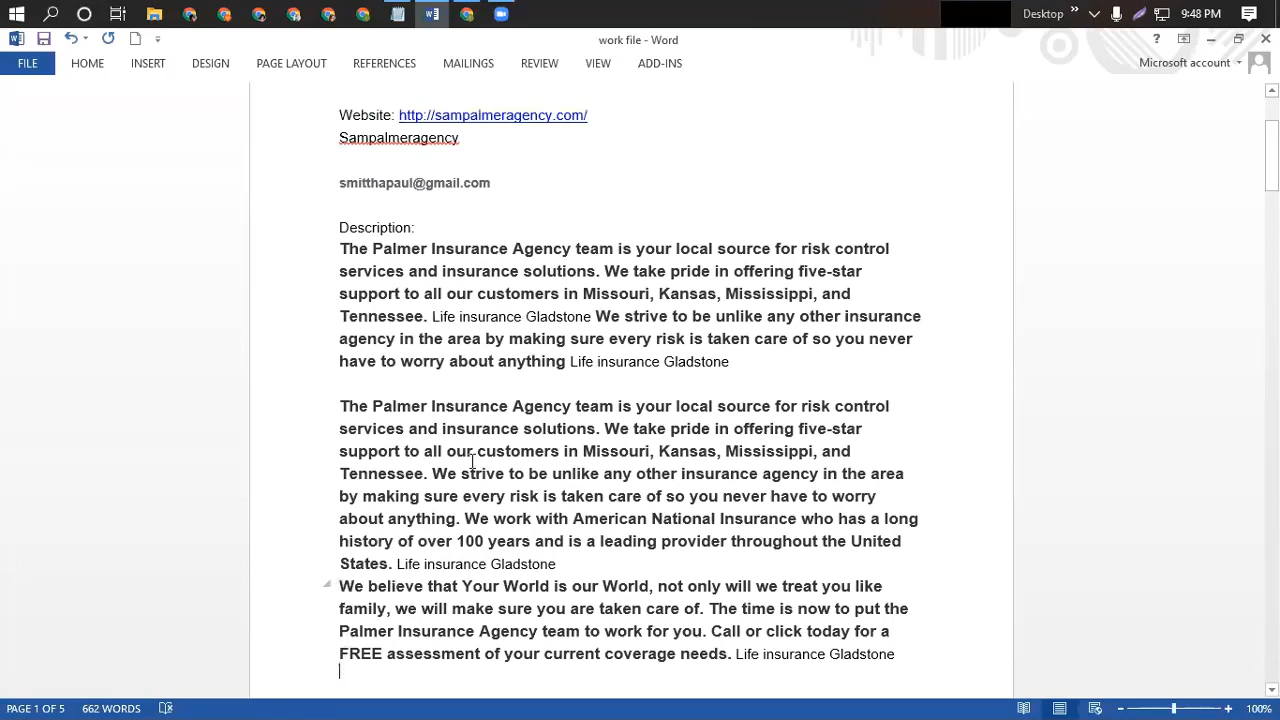 Desktop
9:48 PM
work file - Word
FILE HOME INSERT DESIGN PAGE LAYOUT REFERENCES MAILINGS REVIEW VIEW ADD-INS Microsoft account
Website: http://sampalmeragency.com/
Sampalmeragency
smitthapaul@gmail.com
Description:
The Palmer Insurance Agency team is your local source for risk control
services and insurance solutions. We take pride in offering five-star
support to all our customers in Missouri, Kansas, Mississippi, and
Tennessee. Life insurance Gladstone We strive to be unlike any other insurance
agency in the area by making sure every risk is taken care of so you never
have to worry about anything Life insurance Gladstone
The Palmer Insurance Agency team is your local source for risk control
services and insurance solutions. We take pride in offering five-star
support to all our customers in Missouri, Kansas, Mississippi, and
Tennessee. We strive to be unlike any other insurance agency in the area
by making sure every risk is taken care of so you never have to worry
about anything. We work with American National Insurance who has a long
history of over 100 years and is a leading provider throughout the United
States. Life insurance Gladstone
We believe that Your World is our World, not only will we treat you like
family, we will make sure you are taken care of. The time is now to put the
Palmer Insurance Agency team to work for you. Call or click today for a
FREE assessment of your current coverage needs. Life insurance Gladstone
PAGE 1 OF 5 662 WORDS 100%